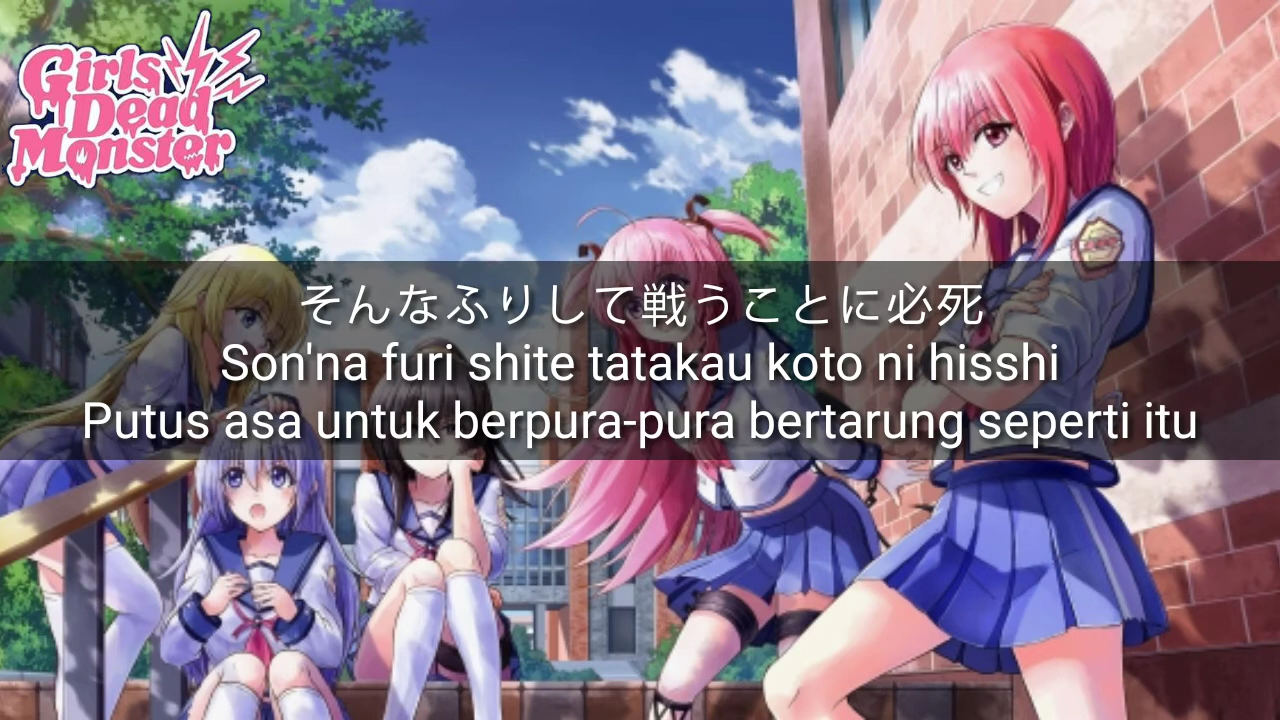 Girls
Dead
Monster
そんなふりして戦うことに必死
Son'na furi shite tatakau koto ni hisshi
Putus asa untuk berpura-pura bertarung seperti itu